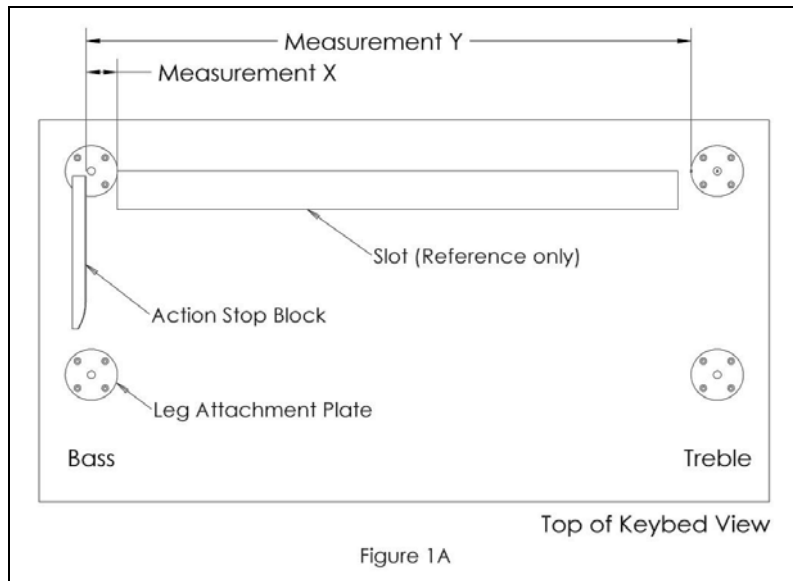 Measurement Y
Measurement X
Slot (Reference only)
Action Stop Block
Leg Attachment Plate
Bass
Treble
Top of Keybed View
Figure 1A